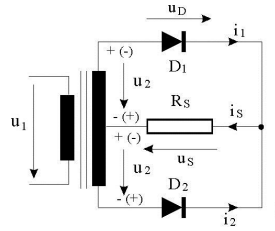 u_D
+ (-)
i_1
D_1
u_2
R_S
u_1
- (+)
i_S
+ (-)
u_2
u_S
D_2
- (+)
i_2